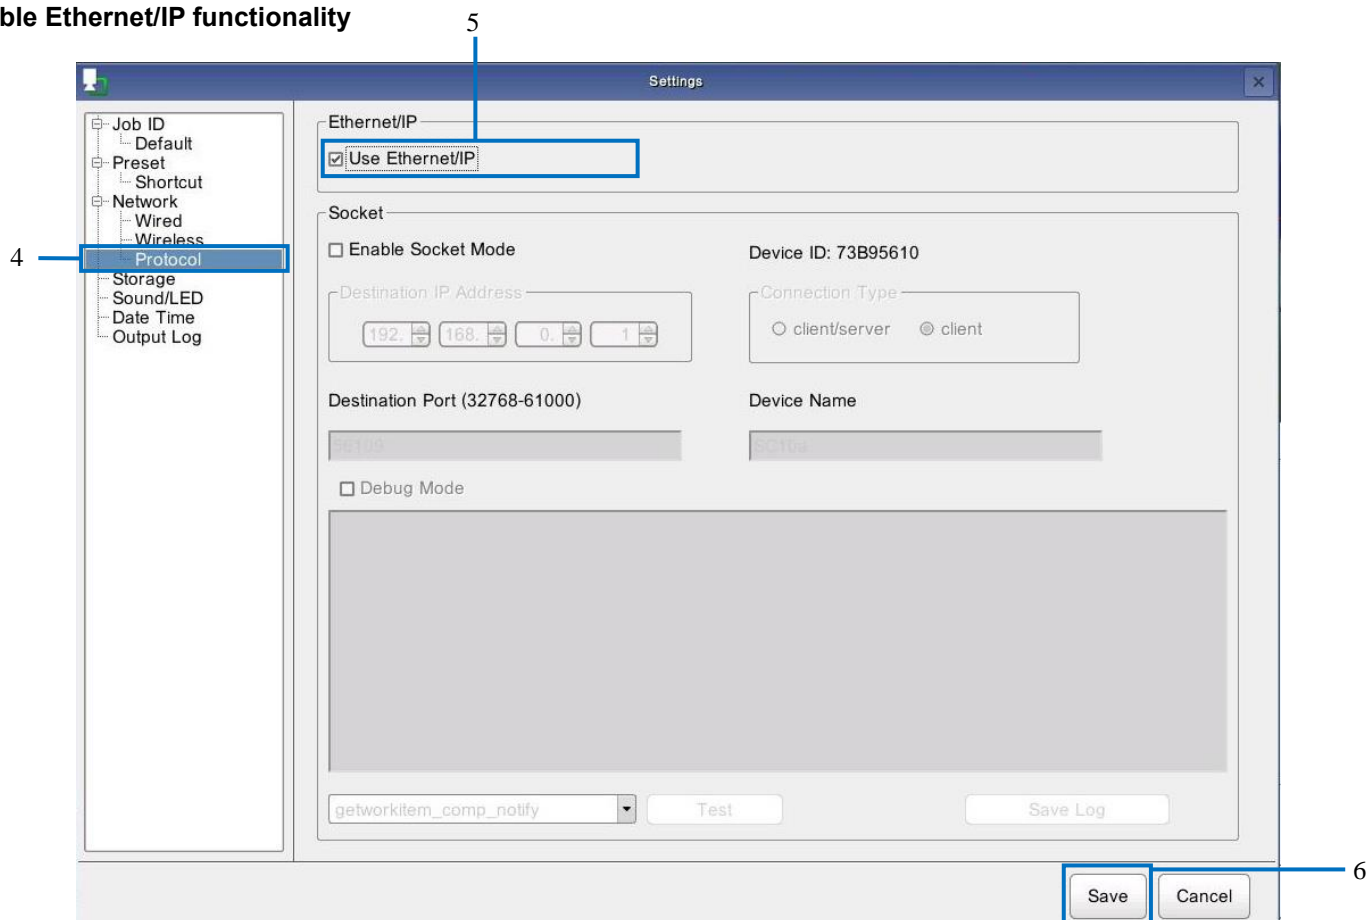 ble Ethernet/IP functionality
5
Settings
Job ID
Default
Preset
Shortcut
Network
Wired
Wireless
Protocol
Storage
Sound/LED
Date Time
Output Log
4
Ethernet/IP
Use Ethernet/IP
Socket
Enable Socket Mode
Device ID: 73B95610
Destination IP Address
192. 168. 0. 1
Connection Type
client/server client
Destination Port (32768-61000)
Device Name
Debug Mode
getworkitem_comp_notify
Test
Save Log
Save
Cancel
6